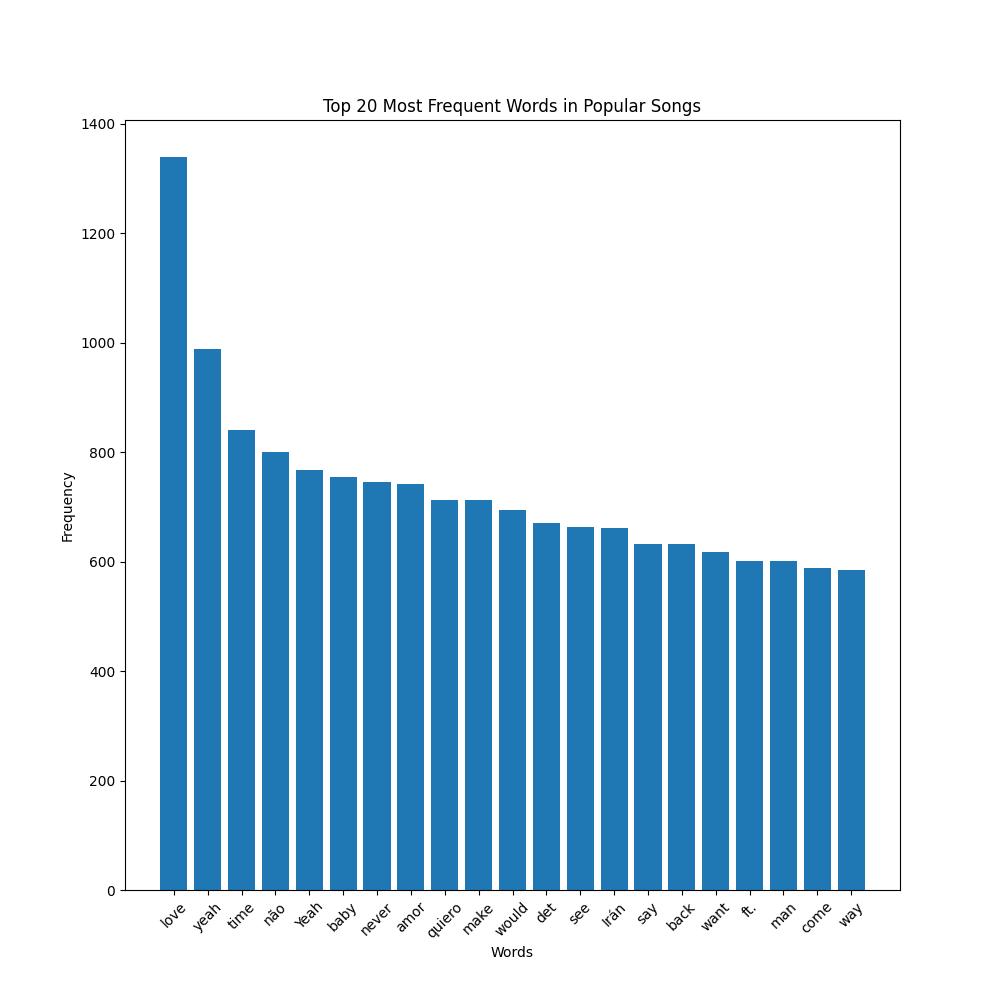 Top 20 Most Frequent Words in Popular Songs
1400
1200
1000
800
600
400
200
0
Frequency
love yeah time não Yeah baby never amor quiero make would det see Irán say back want ft. man come way
Words